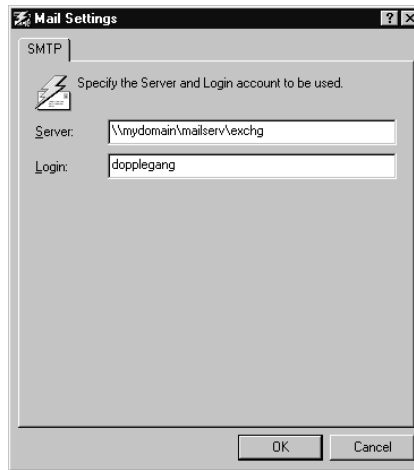 Mail Settings
SMTP
Specify the Server and Login account to be used.
Server: \\mydomain\mailserv\exchg
Login: dopplegang
OK Cancel